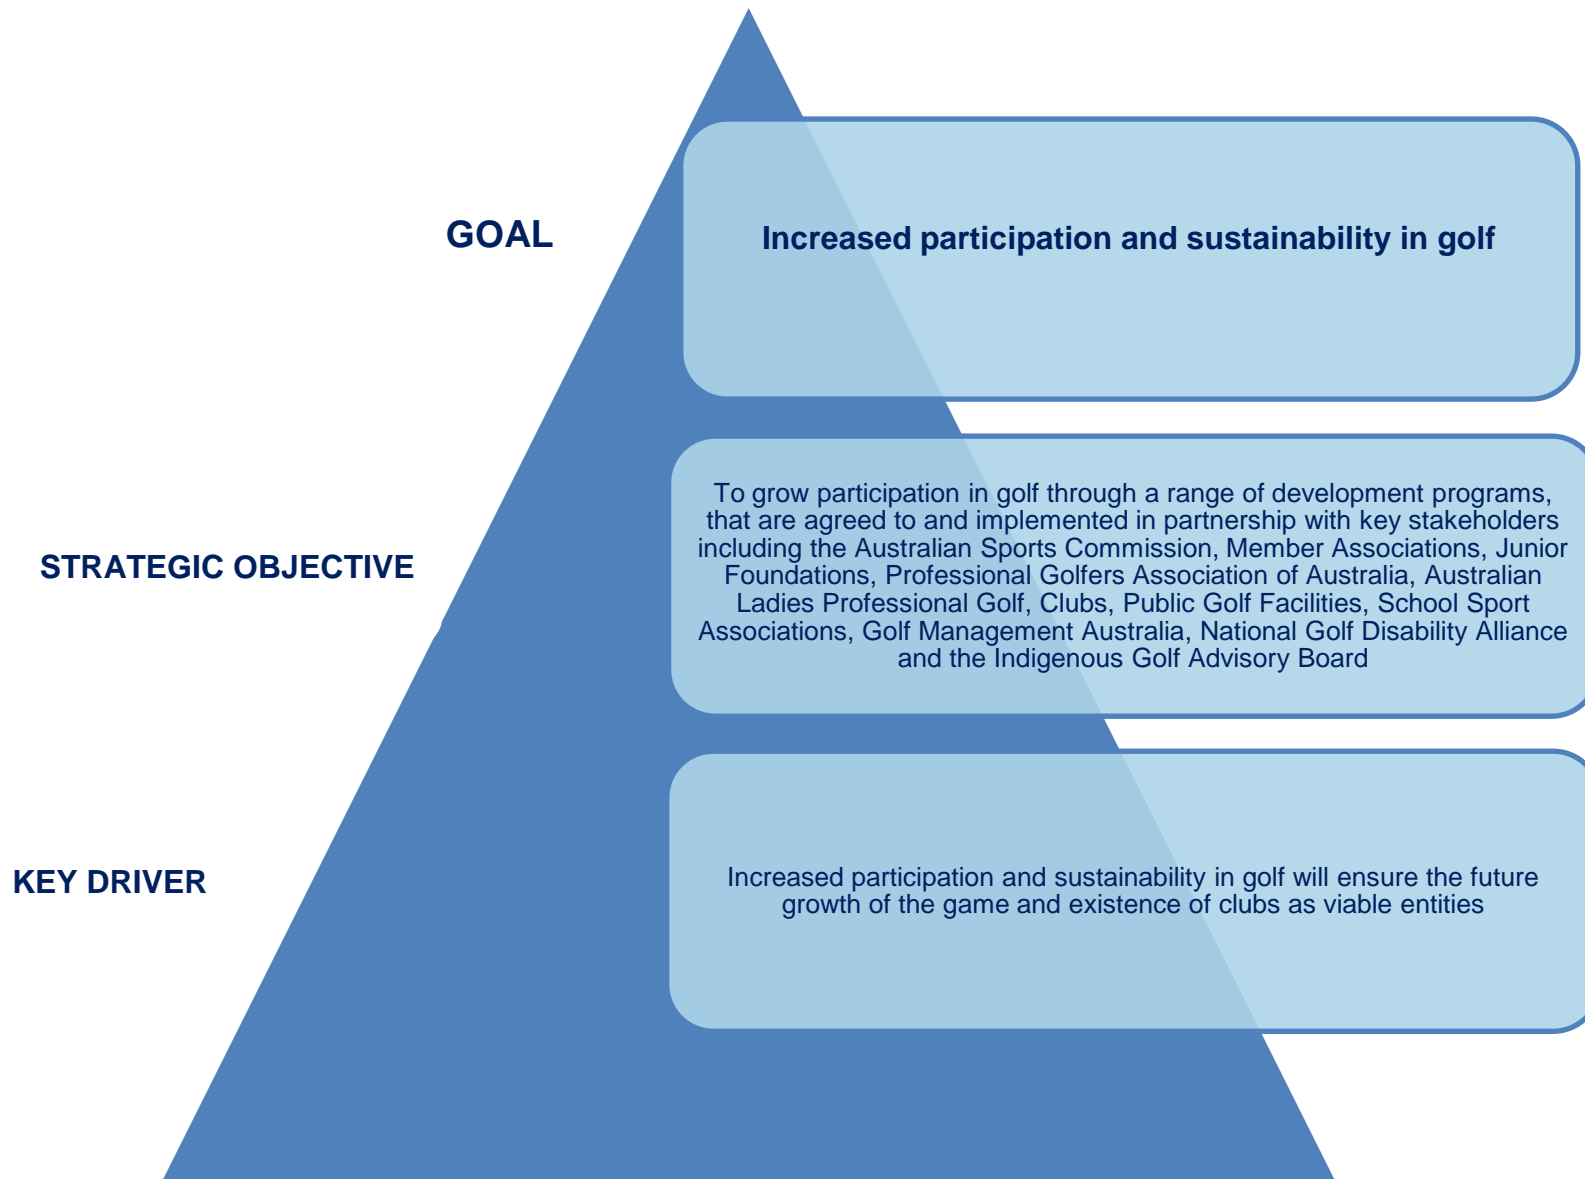 GOAL
Increased participation and sustainability in golf
STRATEGIC OBJECTIVE
To grow participation in golf through a range of development programs,
that are agreed to and implemented in partnership with key stakeholders
including the Australian Sports Commission, Member Associations, Junior
Foundations, Professional Golfers Association of Australia, Australian
Ladies Professional Golf, Clubs, Public Golf Facilities, School Sport
Associations, Golf Management Australia, National Golf Disability Alliance
and the Indigenous Golf Advisory Board
KEY DRIVER
Increased participation and sustainability in golf will ensure the future
growth of the game and existence of clubs as viable entities